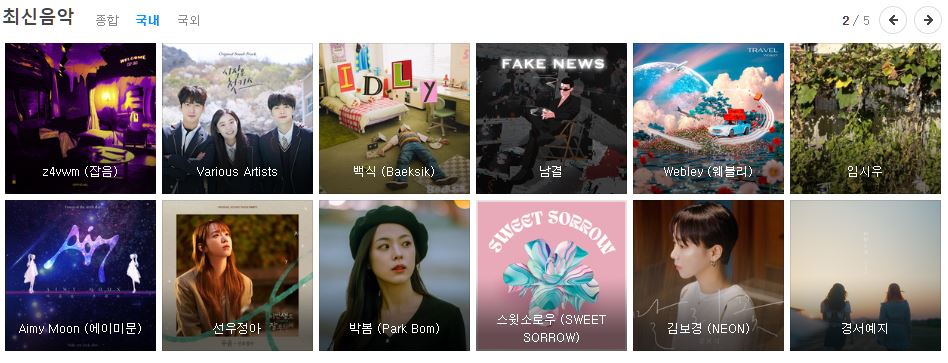 최신음악 종합 국내 국외 2 / 5
WELCOME
z4vwm (잡음)
Original Sound Track
Various Artists
IDLy
백식 (Baeksik)
FAKE NEWS
남결
TRAVEL
Webley (웨블리)
임시우
Aim
AIMY MOON
Aimy Moon (에이미문)
선우정아
박봄 (Park Bom)
SWEET SORROW
스윗소로우 (SWEET
SORROW)
김보경 (NEON)
경서예지